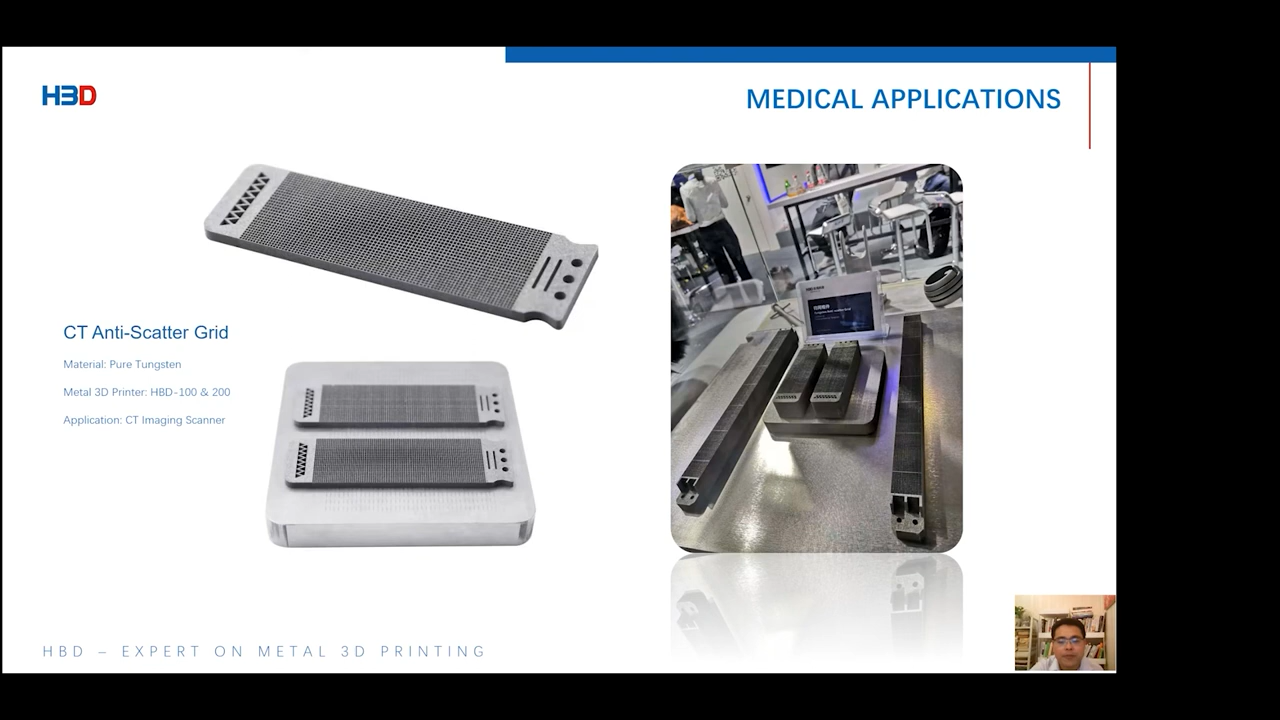 HBD
MEDICAL APPLICATIONS
CT Anti-Scatter Grid
Material: Pure Tungsten
Metal 3D Printer: HBD-100 & 200
Application: CT Imaging Scanner
HBD – EXPERT ON METAL 3D PRINTING